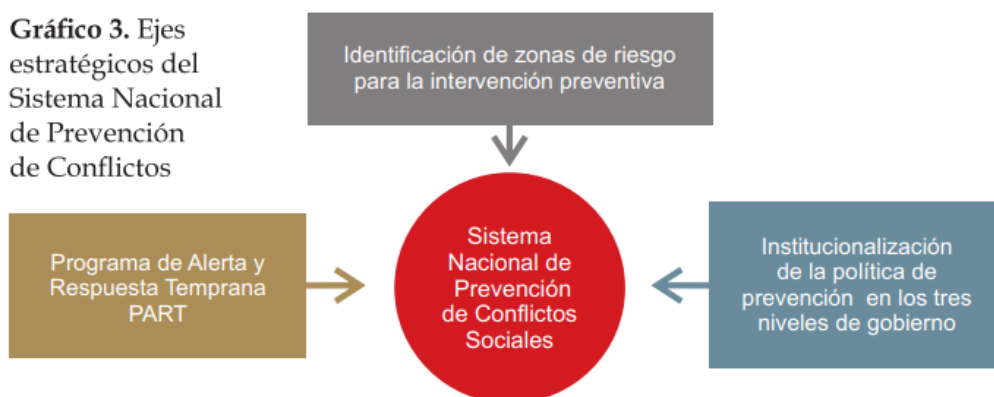 Gráfico 3. Ejes
estratégicos del
Sistema Nacional
de Prevención
de Conflictos
Identificación de zonas de riesgo
para la intervención preventiva
Programa de Alerta y
Respuesta Temprana
PART
Sistema
Nacional de
Prevención
de Conflictos
Sociales
Institucionalización
de la política de
prevención en los tres
niveles de gobierno